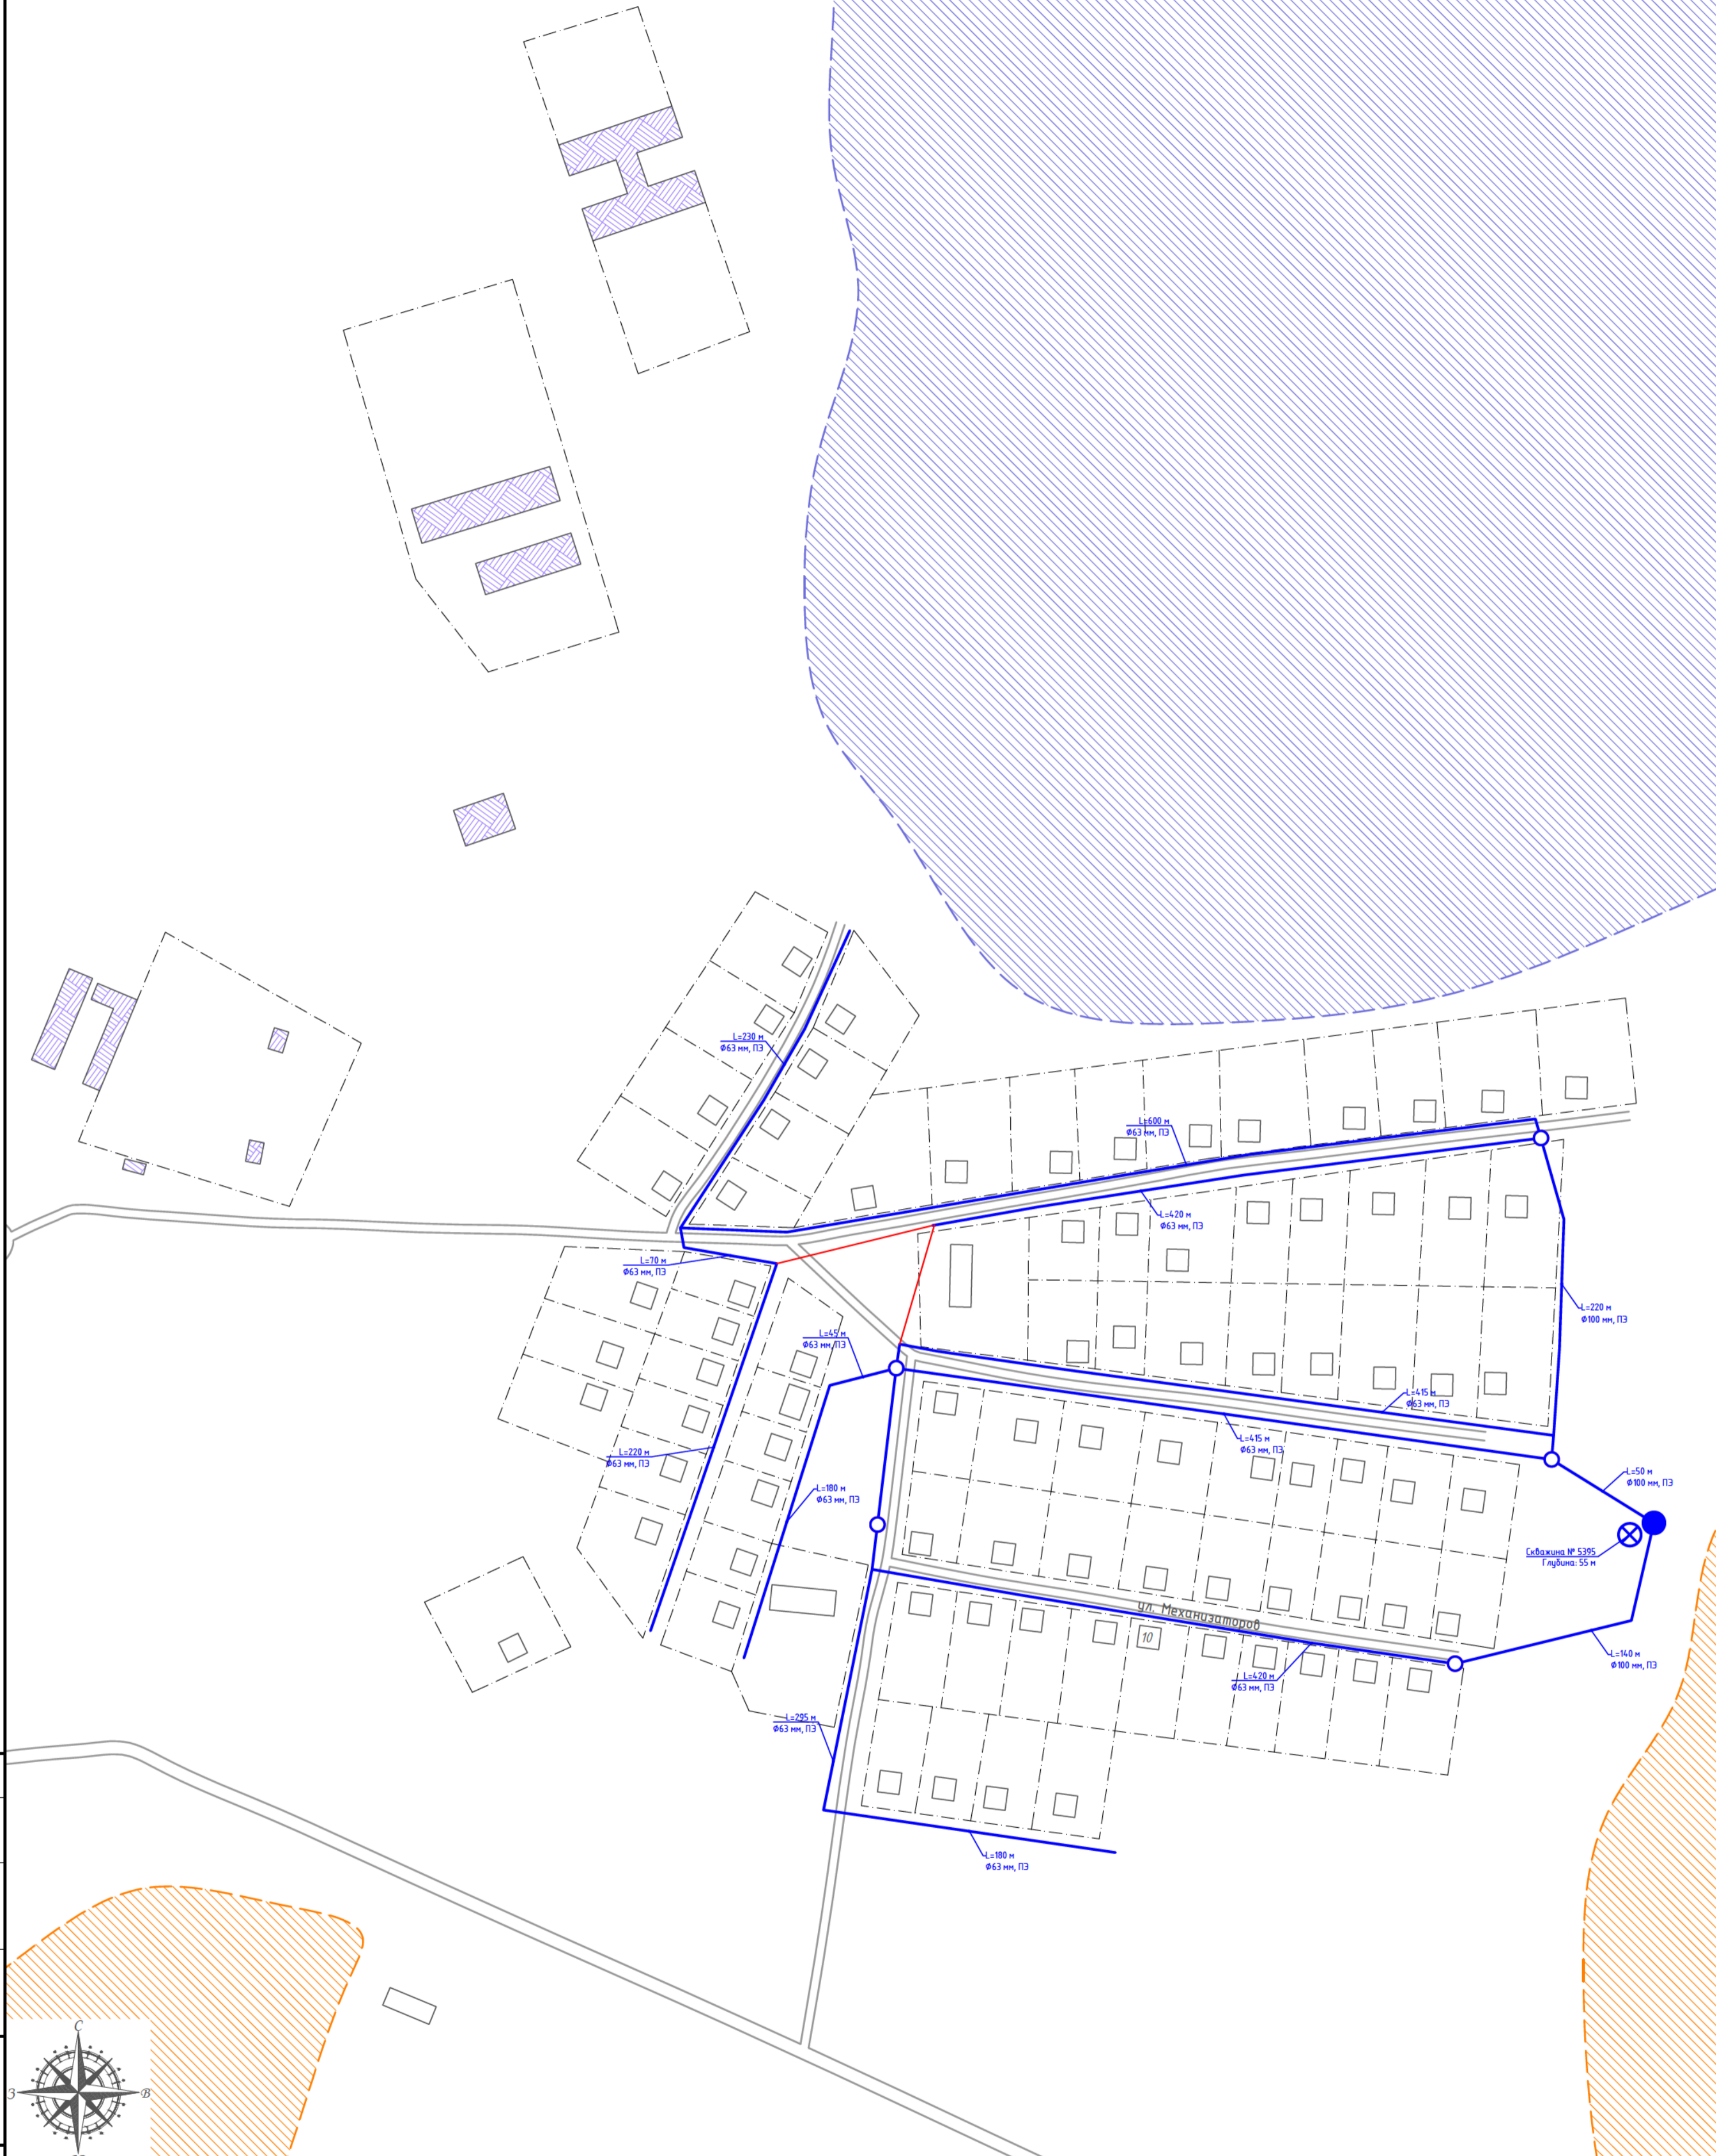 L=230 м
Ф63 мм, ПЭ
L=600 м
Ф63 мм, ПЭ
L=420 м
Ф63 мм, ПЭ
L=70 м
Ф63 мм, ПЭ
L=220 м
Ф100 мм, ПЭ
L=45 м
Ф63 мм, ПЭ
L=415 м
Ф63 мм, ПЭ
L=415 м
Ф63 мм, ПЭ
L=220 м
Ф63 мм, ПЭ
L=50 м
Ф100 мм, ПЭ
L=180 м
Ф63 мм, ПЭ
Скважина № 5395
Глубина: 55 м
ул. Механизаторов
10
L=140 м
Ф100 мм, ПЭ
L=420 м
Ф63 мм, ПЭ
L=295 м
Ф63 мм, ПЭ
L=180 м
Ф63 мм, ПЭ
С
З
В